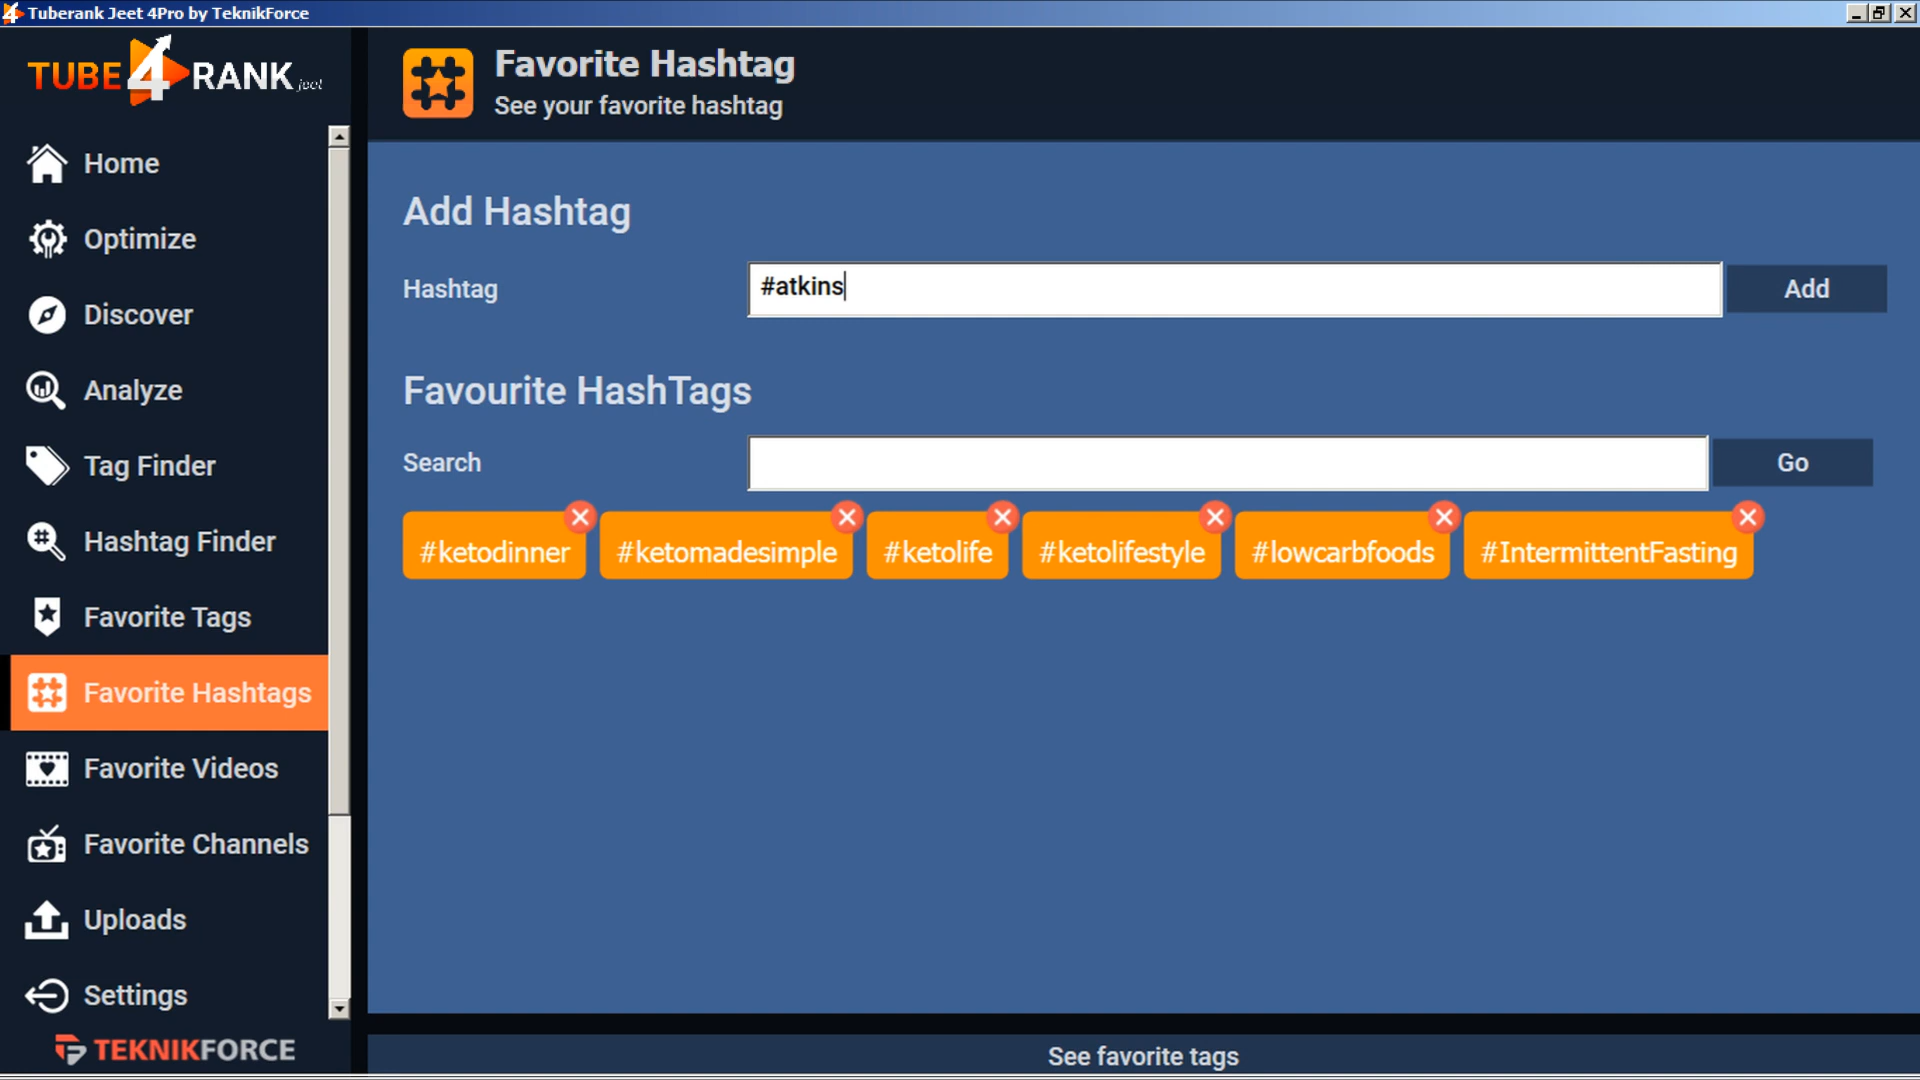 Tuberank Jeet 4Pro by TeknikForce
TUBE 4 RANK jeet
Favorite Hashtag
See your favorite hashtag
Home
Optimize
Discover
Analyze
Tag Finder
Hashtag Finder
Favorite Tags
Favorite Hashtags
Favorite Videos
Favorite Channels
Uploads
Settings
TEKNIKFORCE
Add Hashtag
Hashtag #atkins Add
Favourite HashTags
Search Go
#ketodinner #ketomadesimple #ketolife #ketolifestyle #lowcarbfoods #IntermittentFasting
See favorite tags